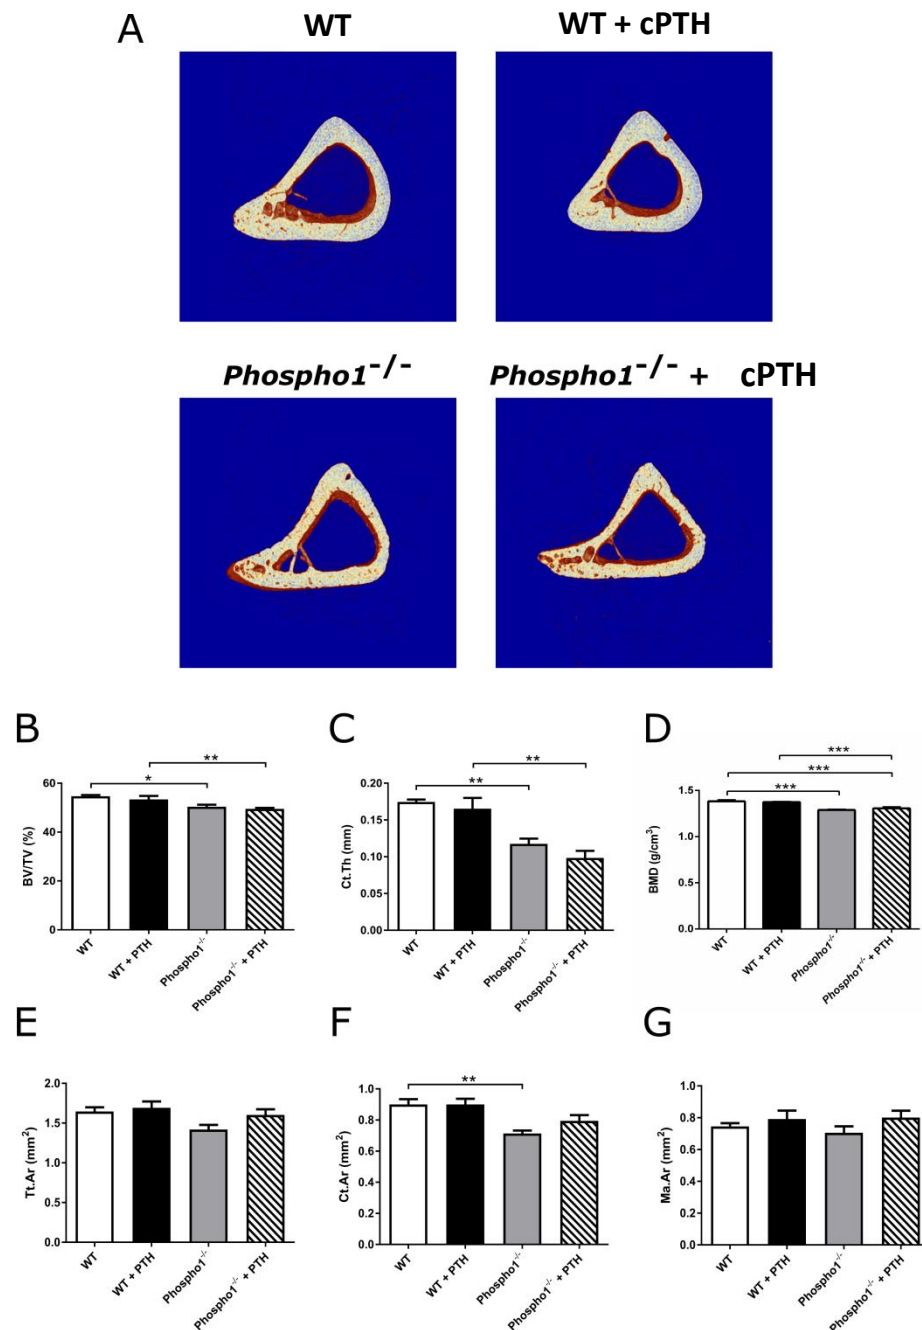 A
WT
WT + cPTH
Phospho1-/-
Phospho1-/- + cPTH
B
**
*
BV/TV (%)
60
40
20
0
WT
WT + PTH
Phospho1-/-
Phospho1-/- + PTH
C
**
**
Ct.Th (mm)
0.20
0.15
0.10
0.05
0.00
WT
WT + PTH
Phospho1-/-
Phospho1-/- + PTH
D
***
***
***
BMD (g/cm3)
1.5
1.0
0.5
0.0
WT
WT + PTH
Phospho1-/-
Phospho1-/- + PTH
E
Tt.Ar (mm2)
2.0
1.5
1.0
0.5
0.0
WT
WT + PTH
Phospho1-/-
Phospho1-/- + PTH
F
**
Ct.Ar (mm2)
1.0
0.8
0.6
0.4
0.2
0.0
WT
WT + PTH
Phospho1-/-
Phospho1-/- + PTH
G
Ma.Ar (mm2)
1.0
0.8
0.6
0.4
0.2
0.0
WT
WT + PTH
Phospho1-/-
Phospho1-/- + PTH